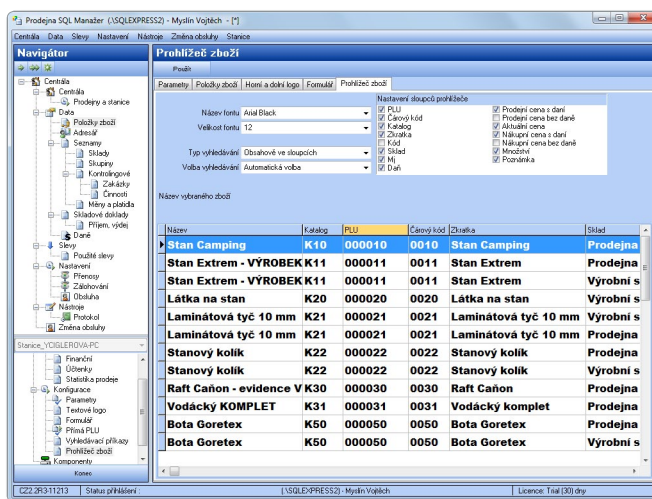 Prodejna SQL Manažer (.\SQLEXPRESS2) - Myslín Vojtěch - [*]
Centrála Data Slevy Nastavení Nástroje Změna obsluhy Stanice
Navigátor
Centrála
Centrála
Prodejny a stanice
Data
Položky zboží
Adresář
Seznamy
Sklady
Skupiny
Kontrolingové
Zakázky
Činnosti
Měny a platidla
Skladové doklady
Příjem, výdej
Daně
Slevy
Použité slevy
Nastavení
Přenosy
Zálohování
Obsluha
Nástroje
Protokol
Změna obsluhy
Stanice_YCIGLEROVA-PC
Finanční
Účtenky
Statistika prodeje
Konfigurace
Parametry
Textové logo
Formulář
Přímá PLU
Vyhledávací příkazy
Prohlížeč zboží
Komponenty
Konec
Prohlížeč zboží
Použít
Parametry Položky zboží Horní a dolní logo Formulář Prohlížeč zboží
Název fontu Arial Black
Velikost fontu 12
Typ vyhledávání Obsahově ve sloupcích
Volba vyhledávání Automatická volba
Nastavení sloupců prohlížeče
PLU Prodejní cena s daní
Čárový kód Prodejní cena bez daně
Katalog Aktuální cena
Zkratka Nákupní cena s daní
Kód Nákupní cena bez daně
Sklad Množství
Mj Poznámka
Daň
Název vybraného zboží
Název Katalog PLU Čárový kód Zkratka Sklad
Stan Camping K10 000010 0010 Stan Camping Prodejna
Stan Extrem - VÝROBEK K11 000011 0011 Stan Extrem Prodejna
Stan Extrem - VÝROBEK K11 000011 0011 Stan Extrem Výrobní s
Látka na stan K20 000020 0020 Látka na stan Výrobní s
Laminátová tyč 10 mm K21 000021 0021 Laminátová tyč 10 mm Výrobní s
Laminátová tyč 10 mm K21 000021 0021 Laminátová tyč 10 mm Prodejna
Stanový kolík K22 000022 0022 Stanový kolík Prodejna
Stanový kolík K22 000022 0022 Stanový kolík Výrobní s
Raft Caňon - evidence V K30 000030 0030 Raft Caňon Prodejna
Vodácký KOMPLET K31 000031 0031 Vodácký komplet Prodejna
Bota Goretex K50 000050 0050 Bota Goretex Prodejna
Bota Goretex K50 000050 0050 Bota Goretex Výrobní s
CZ2.2R3-11213 Status přihlášení : (.\SQLEXPRESS2) - Myslín Vojtěch Licence: Trial (30) dny